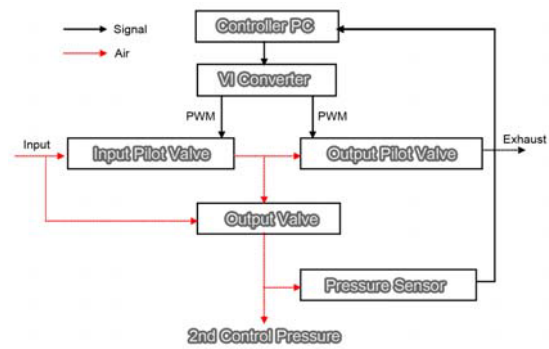 Signal
Controller PC
Air
VI Converter
PWM
PWM
Input
Input Pilot Valve
Output Pilot Valve
Exhaust
Output Valve
Pressure Sensor
2nd Control Pressure